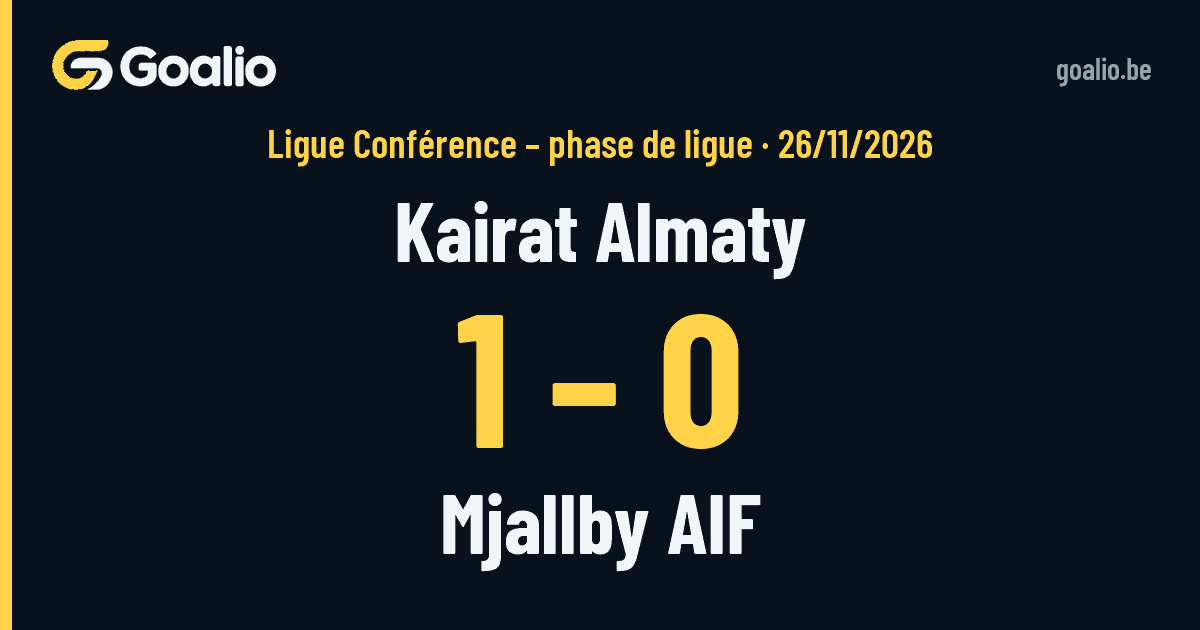 Goalio
goalio.be
Ligue Conférence – phase de ligue · 26/11/2026
Kairat Almaty
1 – 0
Mjallby AIF